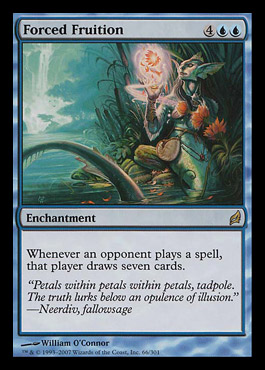 Forced Fruition 4
Enchantment
Whenever an opponent plays a spell,
that player draws seven cards.
“Petals within petals within petals, tadpole.
The truth lurks below an opulence of illusion.”
—Neerdiv, fallowsage
William O’Connor
™ & © 1993–2007 Wizards of the Coast, Inc. 66/301